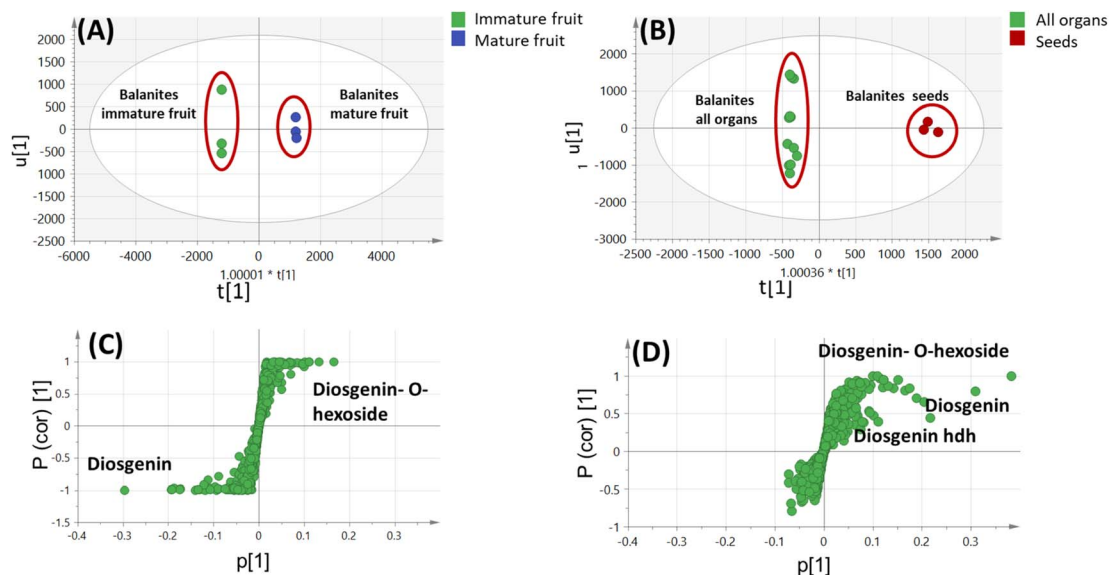 (A)
Immature fruit
Mature fruit
2000
1500
1000
500
0
-500
-1000
-1500
-2000
-2500
u[1]
Balanites
immature fruit
Balanites
mature fruit
-6000 -4000 -2000 0 2000 4000
1.00001 * t[1]
t[1]
(B)
All organs
Seeds
3000
2000
1000
0
-1000
-2000
-3000
1
u[1]
Balanites
all organs
Balanites seeds
-2500 -2000 -1500 -1000 -500 0 500 1000 1500 2000
1.00036 * t[1]
t[1]
(C)
1
0.5
0
-0.5
-1
-1.5
P (cor) [1]
Diosgenin- O-
hexoside
Diosgenin
-0.4 -0.3 -0.2 -0.1 0 0.1 0.2 0.3
p[1]
(D)
1
0.5
0
-0.5
-1
P (cor) [1]
Diosgenin- O-hexoside
Diosgenin
Diosgenin hdh
-0.4 -0.3 -0.2 -0.1 0 0.1 0.2 0.3
p[1]